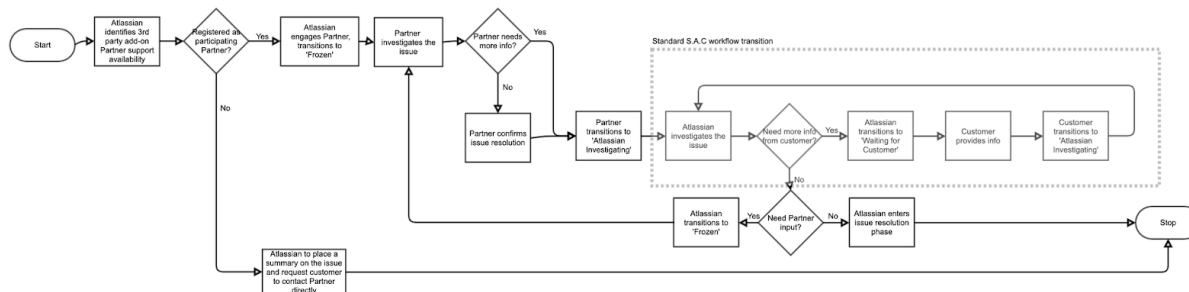 Start
Atlassian
identifies 3rd
party add-on
Partner support
availability
Registered as
participating
Partner?
Yes
No
Atlassian
engages Partner,
transitions to
'Frozen'
Partner
investigates the
issue
Partner needs
more info?
Yes
No
Partner confirms
issue resolution
Partner
transitions to
'Atlassian
Investigating'
Standard S.A.C workflow transition
Atlassian
investigates the
issue
Need more info
from customer?
Yes
No
Atlassian
transitions to
'Waiting for
Customer'
Customer
provides info
Customer
transitions to
'Atlassian
Investigating'
Need Partner
input?
Yes
No
Atlassian
transitions to
'Frozen'
Atlassian enters
issue resolution
phase
Stop
Atlassian to place a
summary on the issue
and request customer
to contact Partner
directly